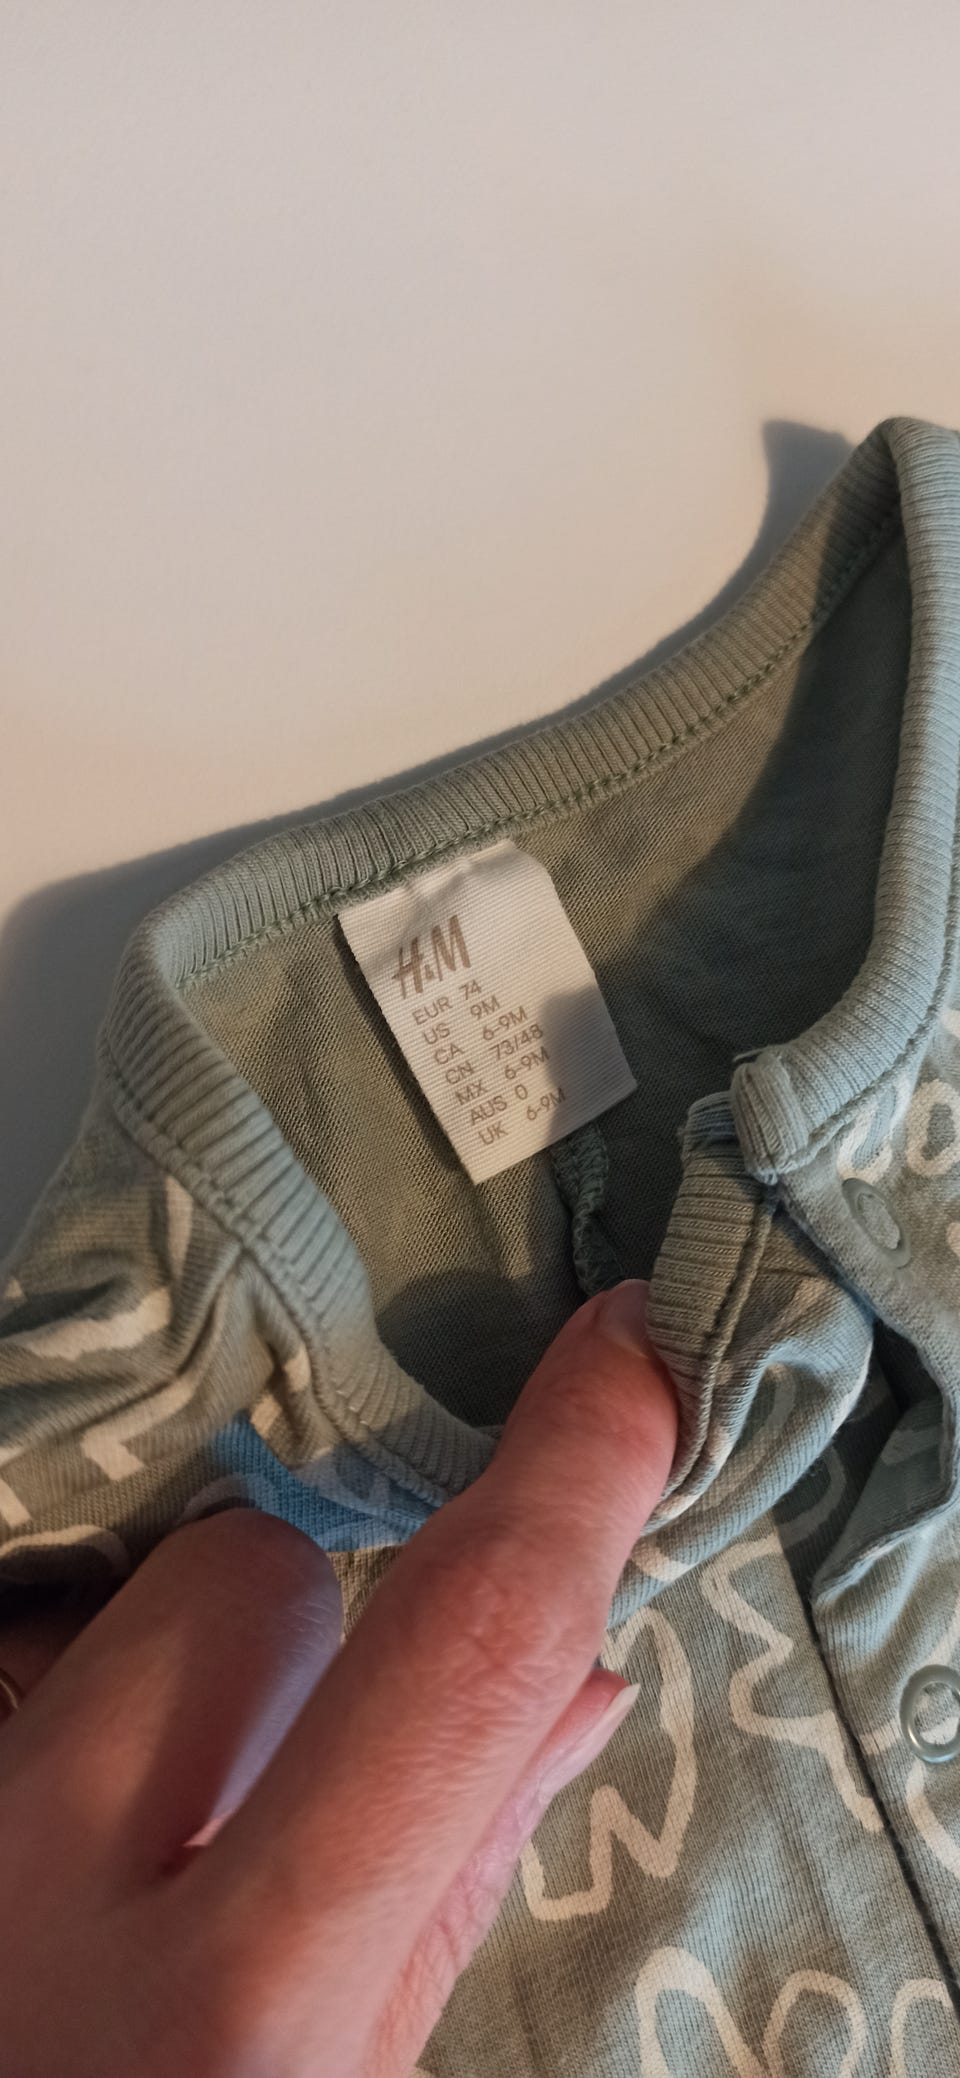 H&M
EUR 74
US 9M
CA 6-9M
CN 73/48
MX 6-9M
AUS 0
UK 6-9M